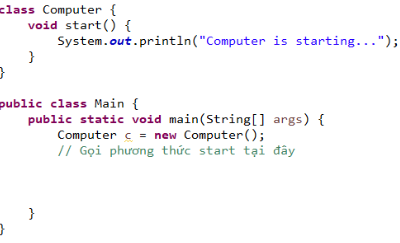 class Computer {
    void start() {
        System.out.println("Computer is starting...");
    }
}

public class Main {
    public static void main(String[] args) {
        Computer c = new Computer();
        // Gọi phương thức start tại đây



    }
}